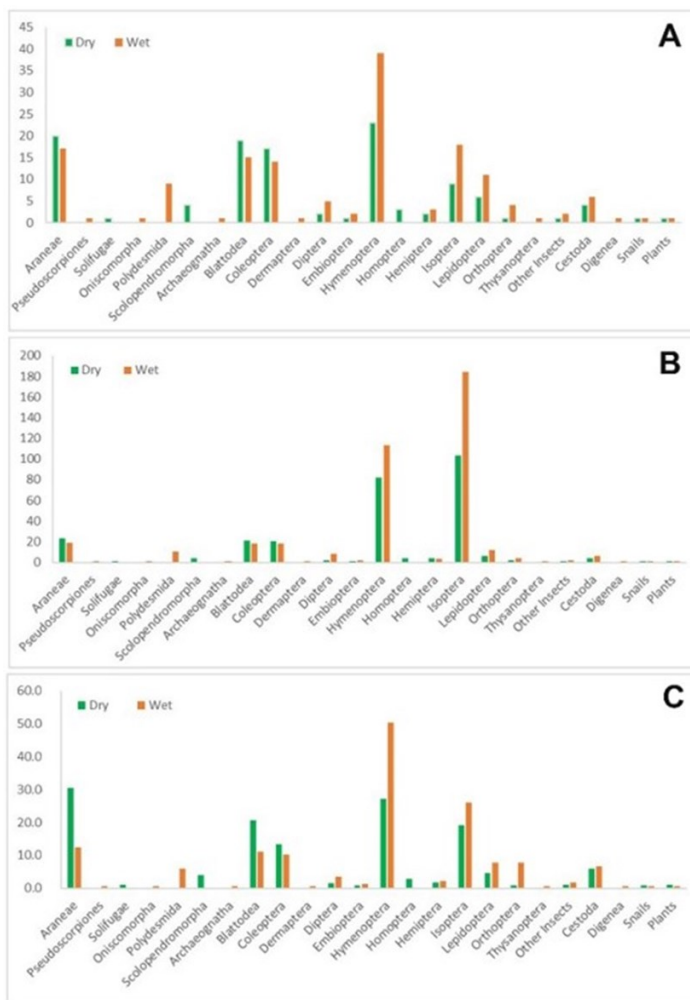 A
Dry Wet
45
40
35
30
25
20
15
10
5
0
Araneae
Pseudoscorpiones
Solifugae
Oniscomorpha
Polydesmida
Scolopendromorpha
Archaeognatha
Blattodea
Coleoptera
Dermaptera
Diptera
Embioptera
Hymenoptera
Homoptera
Hemiptera
Isoptera
Lepidoptera
Orthoptera
Thysanoptera
Other Insects
Cestoda
Digenea
Snails
Plants
B
Dry Wet
200
180
160
140
120
100
80
60
40
20
0
Araneae
Pseudoscorpiones
Solifugae
Oniscomorpha
Polydesmida
Scolopendromorpha
Archaeognatha
Blattodea
Coleoptera
Dermaptera
Diptera
Embioptera
Hymenoptera
Homoptera
Hemiptera
Isoptera
Lepidoptera
Orthoptera
Thysanoptera
Other Insects
Cestoda
Digenea
Snails
Plants
C
Dry Wet
60.0
50.0
40.0
30.0
20.0
10.0
0.0
Araneae
Pseudoscorpiones
Solifugae
Oniscomorpha
Polydesmida
Scolopendromorpha
Archaeognatha
Blattodea
Coleoptera
Dermaptera
Diptera
Embioptera
Hymenoptera
Homoptera
Hemiptera
Isoptera
Lepidoptera
Orthoptera
Thysanoptera
Other Insects
Cestoda
Digenea
Snails
Plants